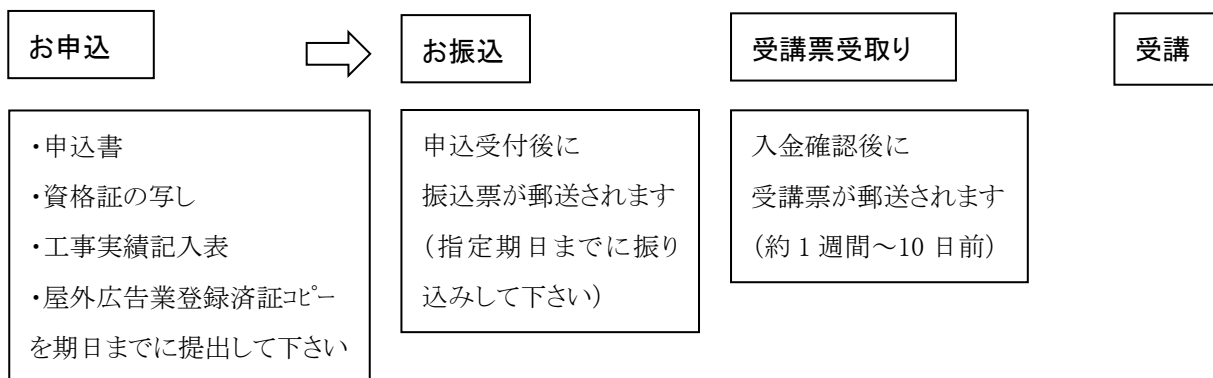 お申込
お振込
受講票受取り
受講
・申込書
・資格証の写し
・工事実績記入表
・屋外広告業登録済証コピー
を期日までに提出して下さい
申込受付後に
振込票が郵送されます
（指定期日までに振り
込みして下さい）
入金確認後に
受講票が郵送されます
（約１週間～10 日前）